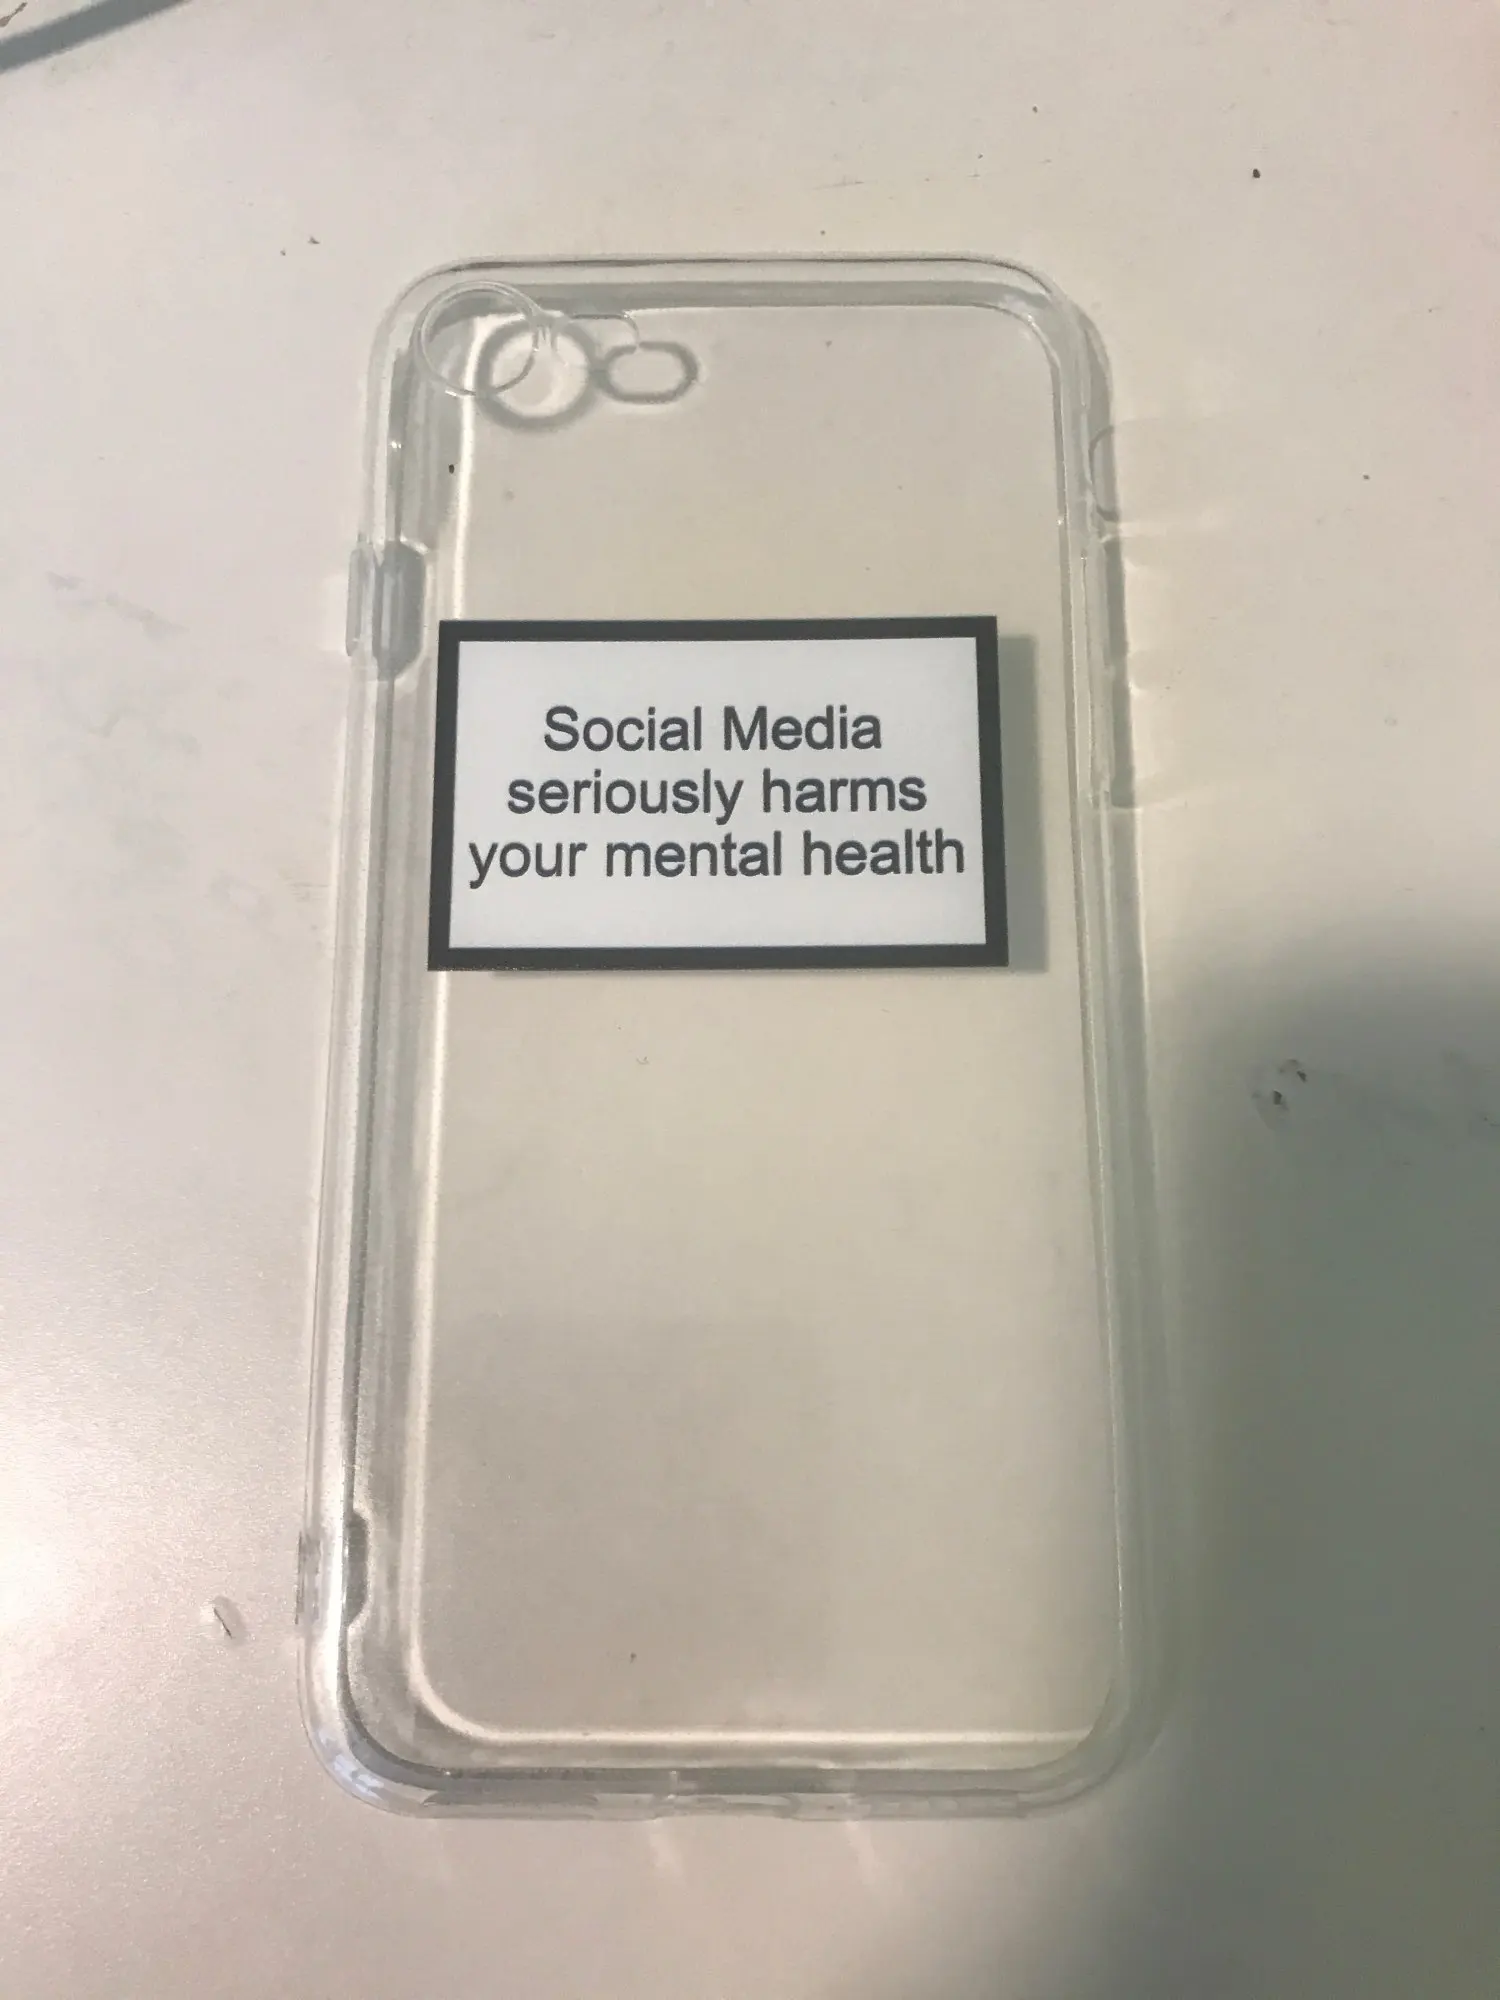 Social Media
seriously harms
your mental health